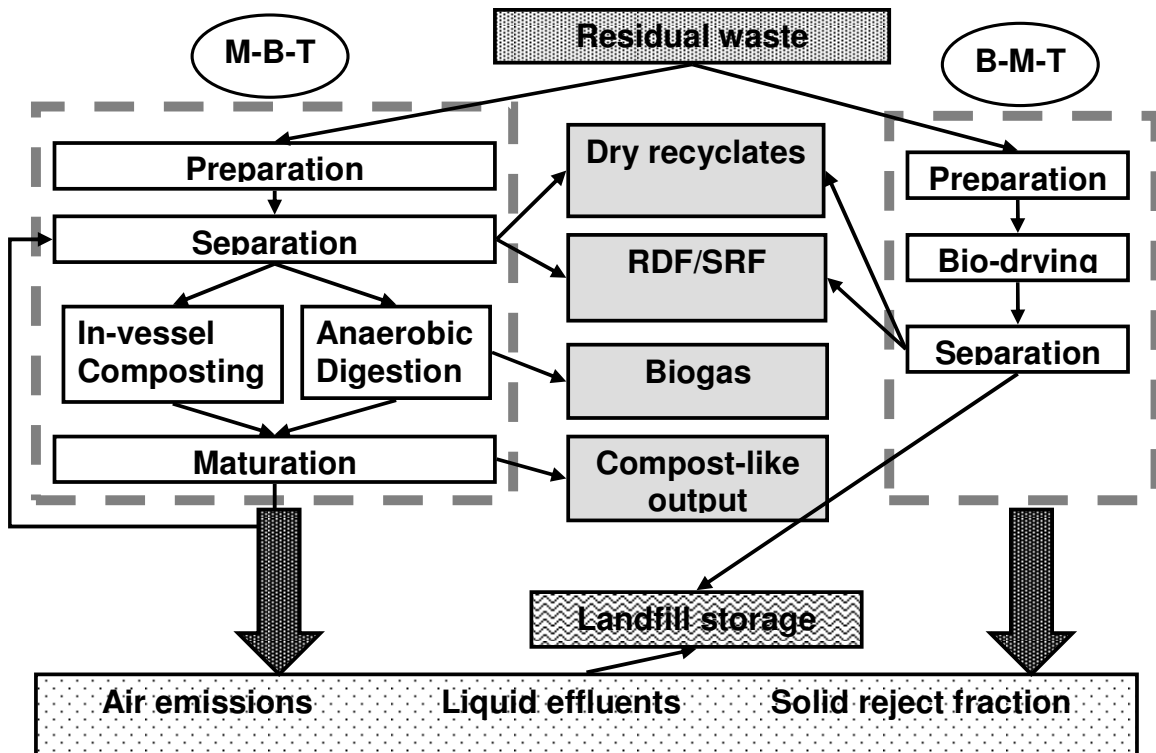 M-B-T
Residual waste
B-M-T
Preparation
Separation
In-vessel
Composting
Anaerobic
Digestion
Maturation
Dry recyclates
RDF/SRF
Biogas
Compost-like
output
Preparation
Bio-drying
Separation
Landfill storage
Air emissions
Liquid effluents
Solid reject fraction